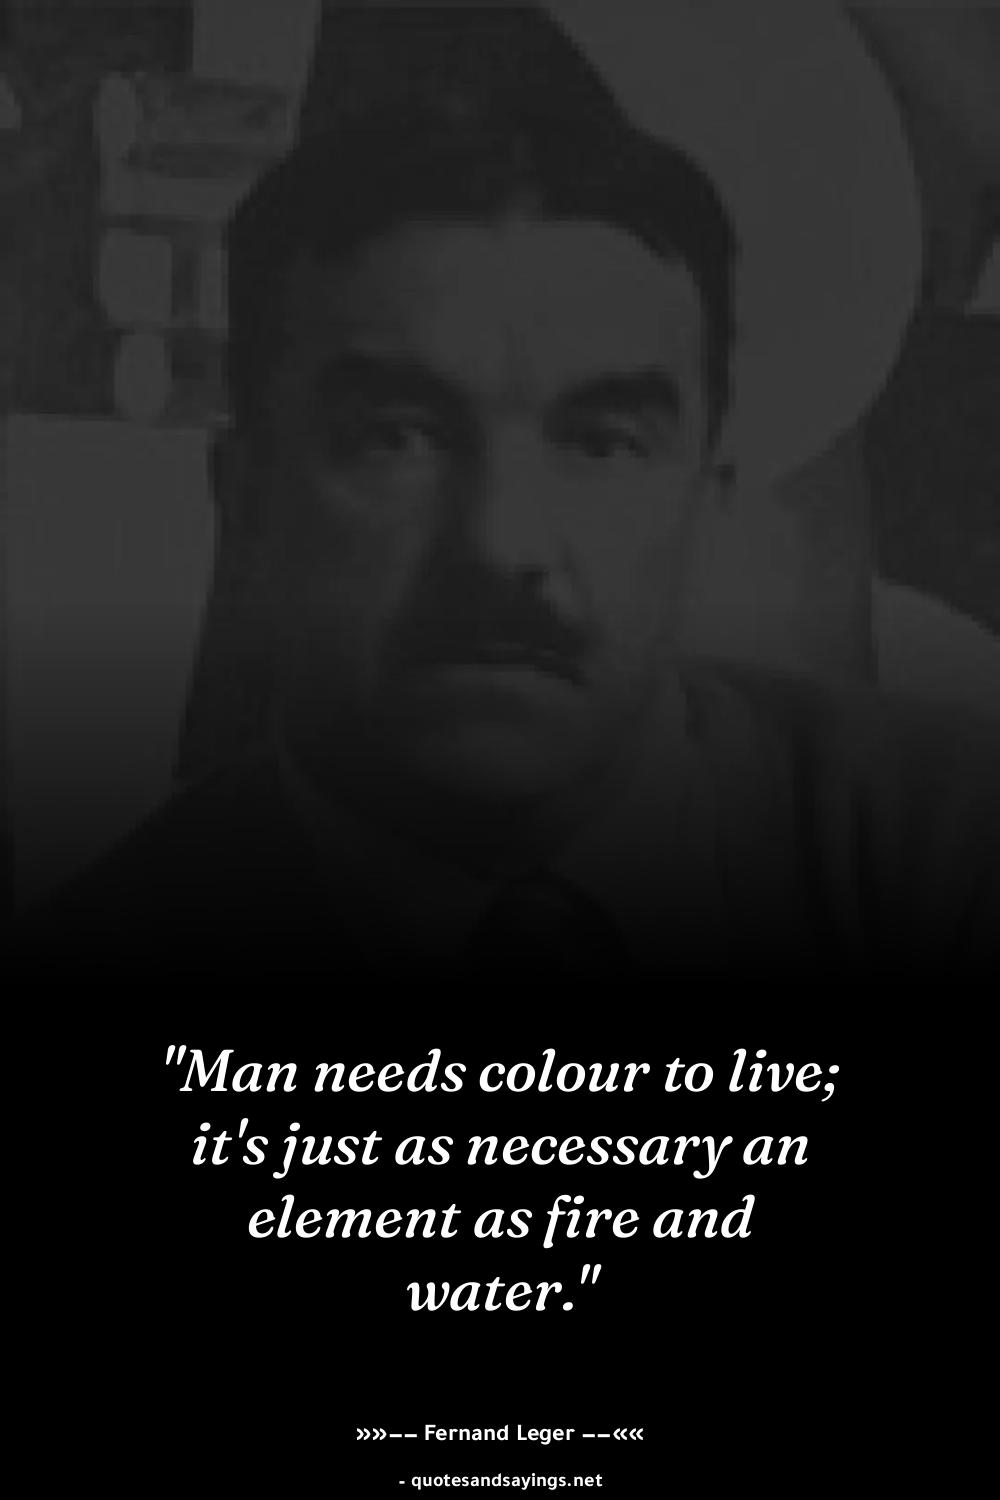 "Man needs colour to live;
it's just as necessary an
element as fire and
water."
»»−− Fernand Leger −−««
- quotesandsayings.net